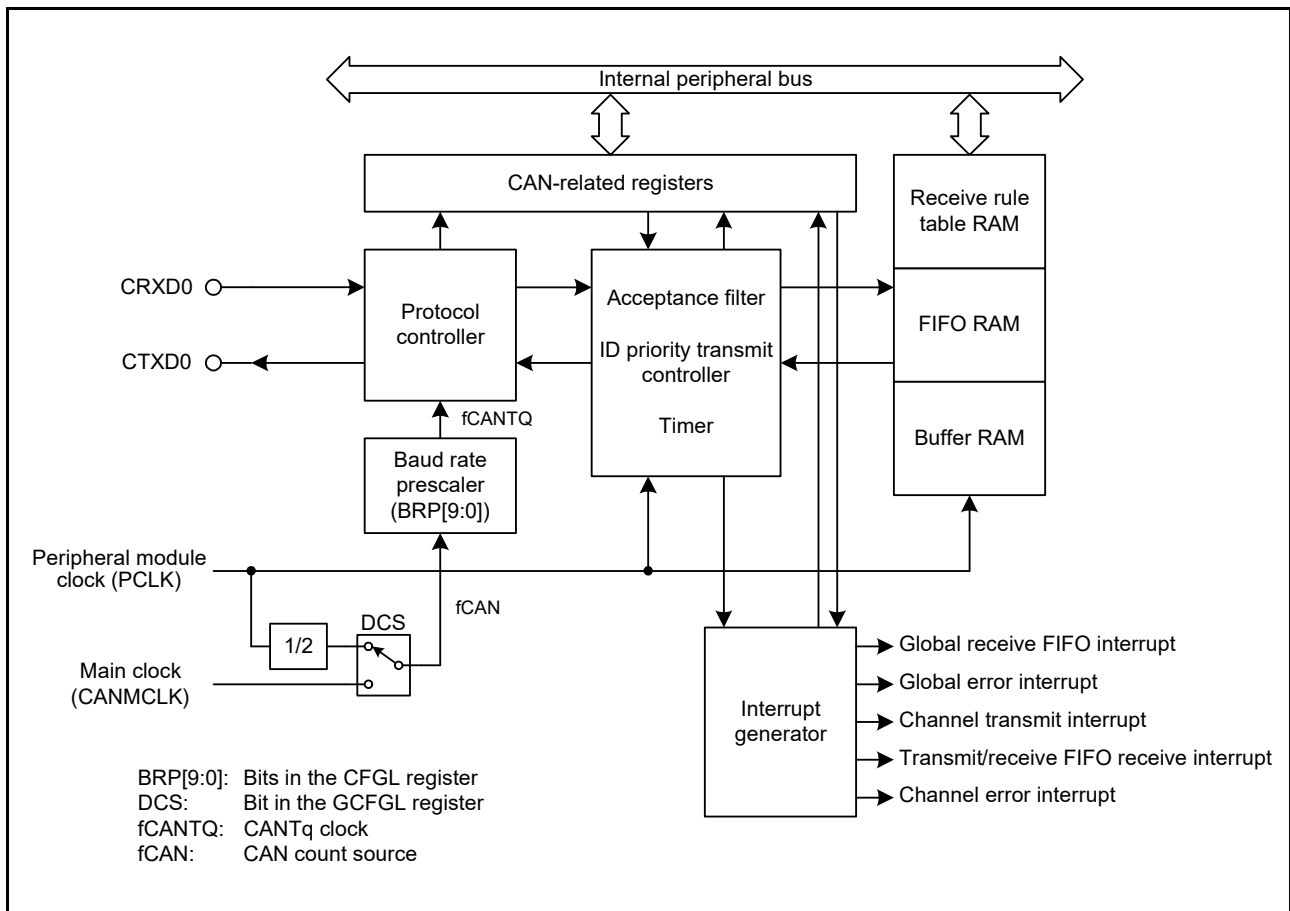 Internal peripheral bus
CAN-related registers
Receive rule
table RAM
CRXD0
Protocol
controller
Acceptance filter
ID priority transmit
controller
Timer
FIFO RAM
CTXD0
fCANTQ
Buffer RAM
Baud rate
prescaler
(BRP[9:0])
Peripheral module
clock (PCLK)
fCAN
DCS
1/2
Main clock
(CANMCLK)
Interrupt
generator
Global receive FIFO interrupt
Global error interrupt
Channel transmit interrupt
Transmit/receive FIFO receive interrupt
Channel error interrupt
BRP[9:0]: Bits in the CFGL register
DCS: Bit in the GCFGL register
fCANTQ: CANTq clock
fCAN: CAN count source